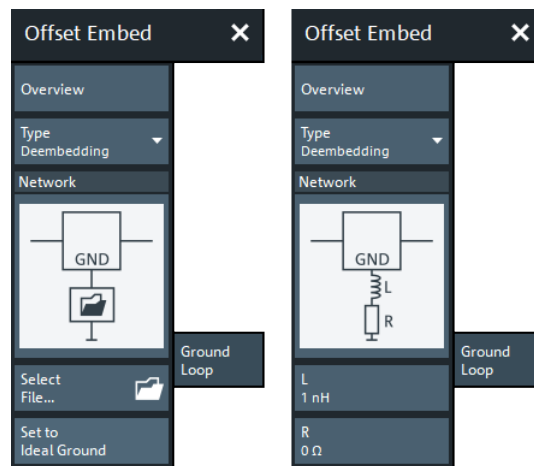 Offset Embed
Overview
Type
Deembedding
Network
GND
Select
File...
Set to
Ideal Ground
Ground
Loop
Offset Embed
Overview
Type
Deembedding
Network
GND
L
R
L
1 nH
R
0 Ω
Ground
Loop